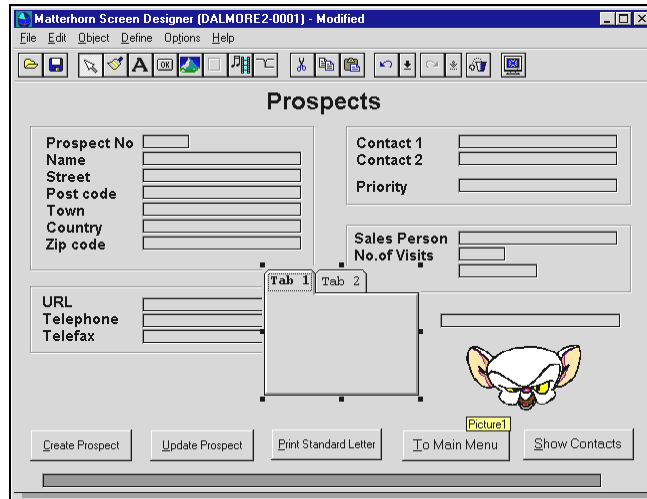 Matterhorn Screen Designer (DALMORE2-0001) - Modified
File Edit Object Define Options Help
A OK
Prospects
Prospect No
Name
Street
Post code
Town
Country
Zip code
Contact 1
Contact 2
Priority
Sales Person
No.of Visits
Tab 1 Tab 2
URL
Telephone
Telefax
Picture1
Create Prospect Update Prospect Print Standard Letter To Main Menu Show Contacts